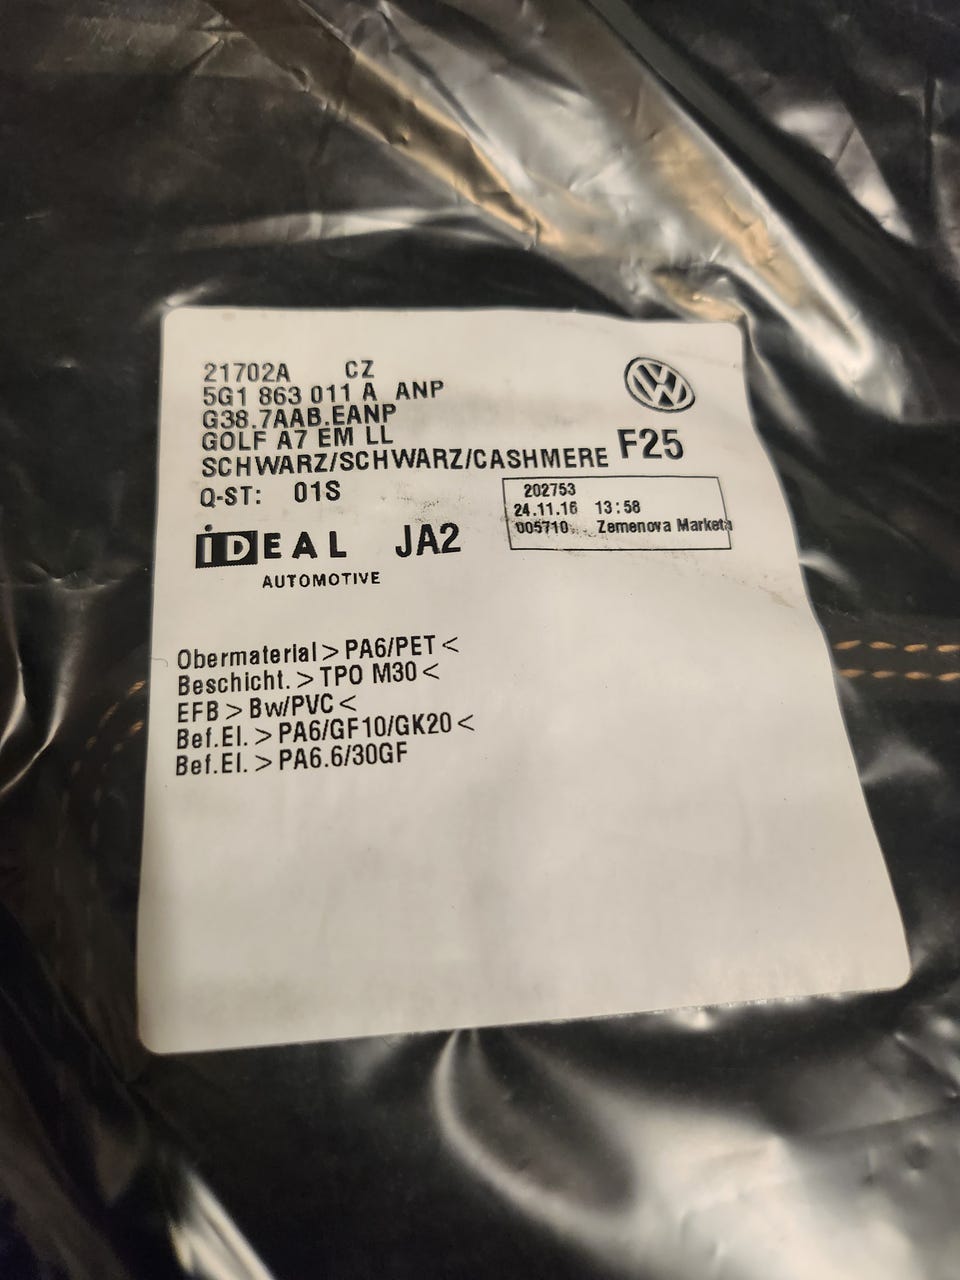 21702A CZ
5G1 863 011 A ANP
G38.7AAB.EANP
GOLF A7 EM LL
SCHWARZ/SCHWARZ/CASHMERE F25
Q-ST: 01S
202753
24.11.16 13:58
005710 Zemenova Marketa
iDEAL JA2
AUTOMOTIVE
Obermaterial > PA6/PET <
Beschicht. > TPO M30 <
EFB > Bw/PVC <
Bef.El. > PA6/GF10/GK20 <
Bef.El. > PA6.6/30GF